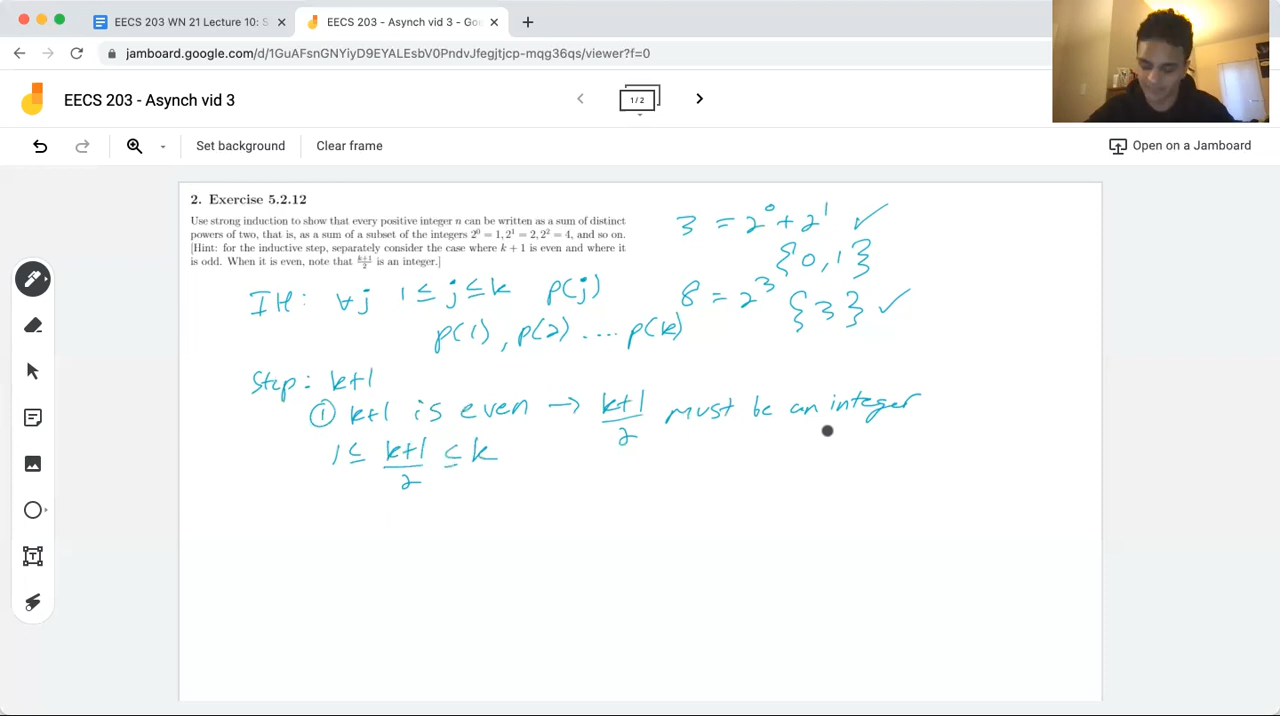 EECS 203 WN 21 Lecture 10: S
EECS 203 - Asynch vid 3 - Go
jamboard.google.com/d/1GuAFsnGNYiyD9EYALEsbV0PndvJfegjtjcp-mqg36qs/viewer?f=0
EECS 203 - Asynch vid 3
1/2
Set background
Clear frame
Open on a Jamboard
2. Exercise 5.2.12
Use strong induction to show that every positive integer n can be written as a sum of distinct
powers of two, that is, as a sum of a subset of the integers 2⁰ = 1, 2¹ = 2, 2² = 4, and so on.
[Hint: for the inductive step, separately consider the case where k + 1 is even and where it
is odd. When it is even, note that (k+1)/2 is an integer.]
3 = 2⁰ + 2¹ ✓
{0,1}
8 = 2³ {3} ✓
IH: ∀j 1 ≤ j ≤ k P(j)
P(1), P(2) .... P(k)
Step: k+1
① k+1 is even → (k+1)/2 must be an integer
1 ≤ (k+1)/2 ≤ k